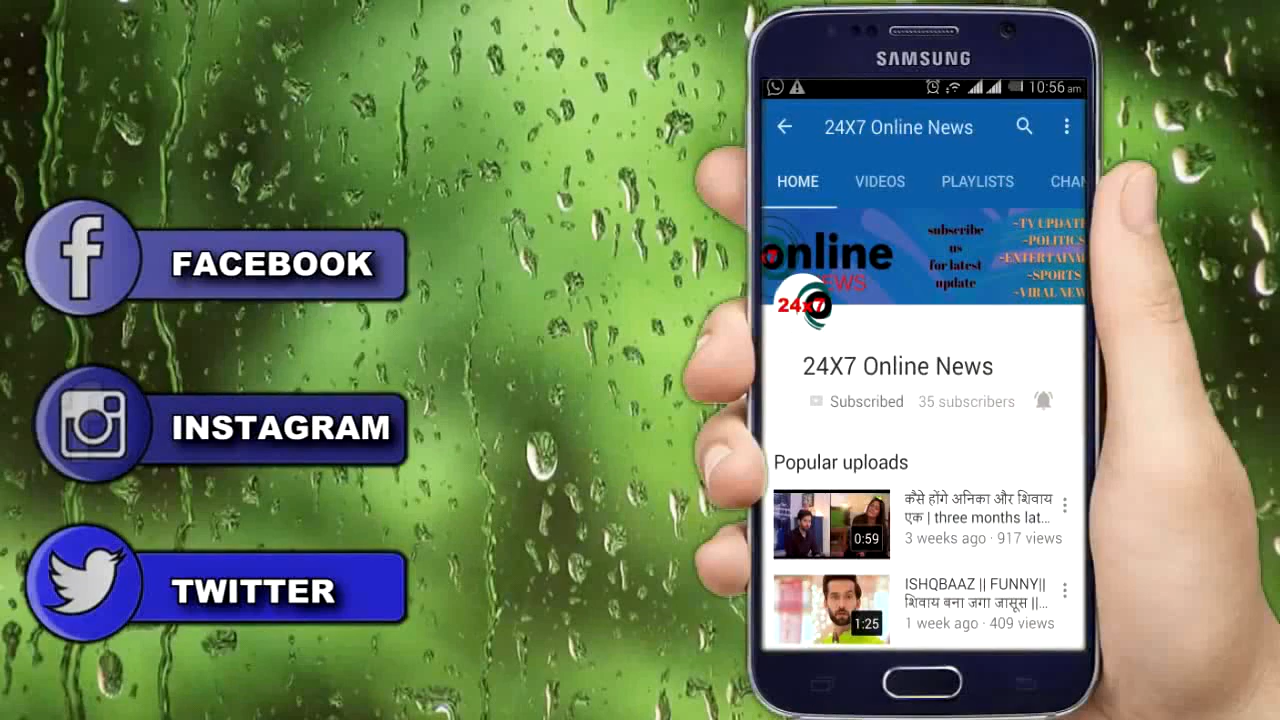 FACEBOOK
INSTAGRAM
TWITTER
SAMSUNG
10:56 am
24X7 Online News
HOME VIDEOS PLAYLISTS CHAN
online
NEWS
24x7
subscribe
us
for latest
update
~TV UPDATE
~POLITICS
~ENTERTAINM
~SPORTS
~VIRAL NEW
24X7 Online News
Subscribed 35 subscribers
Popular uploads
0:59
कैसे होंगे अनिका और शिवाय
एक | three months lat...
3 weeks ago · 917 views
1:25
ISHQBAAZ || FUNNY||
शिवाय बना जगा जासूस ||...
1 week ago · 409 views